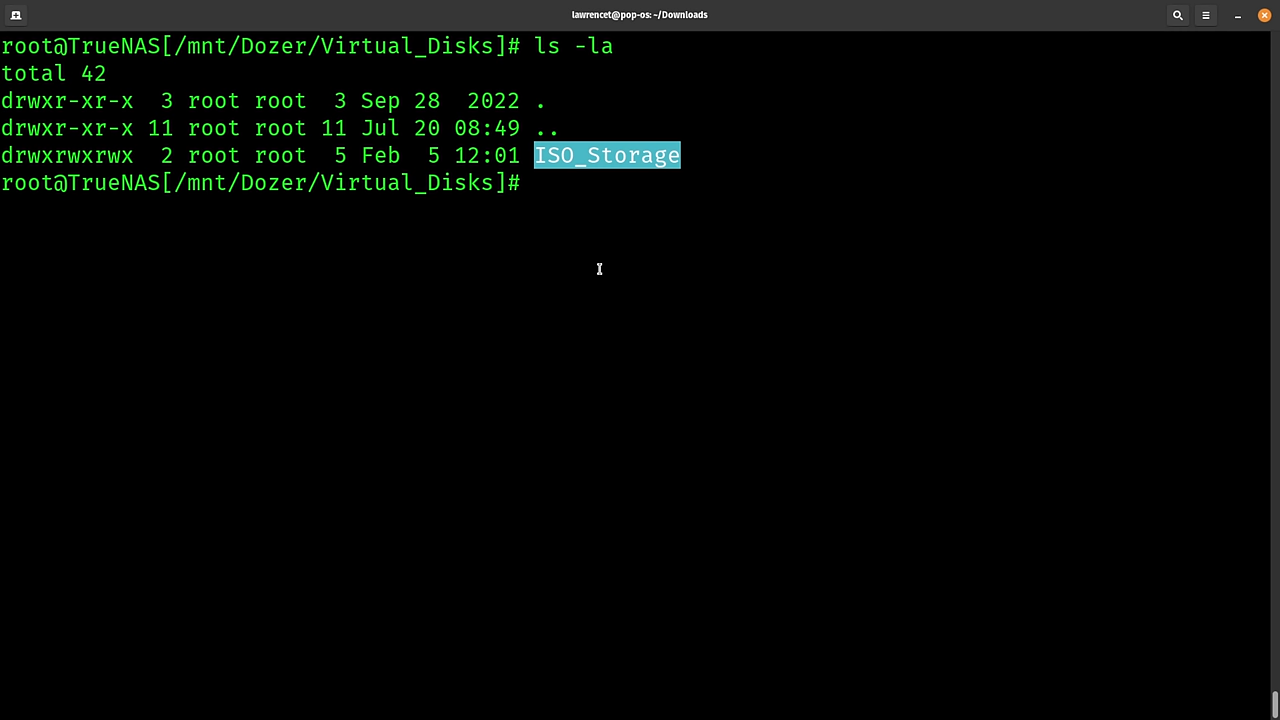 lawrencet@pop-os: ~/Downloads
root@TrueNAS[/mnt/Dozer/Virtual_Disks]# ls -la
total 42
drwxr-xr-x  3 root root  3 Sep 28  2022 .
drwxr-xr-x 11 root root 11 Jul 20 08:49 ..
drwxrwxrwx  2 root root  5 Feb  5 12:01 ISO_Storage
root@TrueNAS[/mnt/Dozer/Virtual_Disks]#